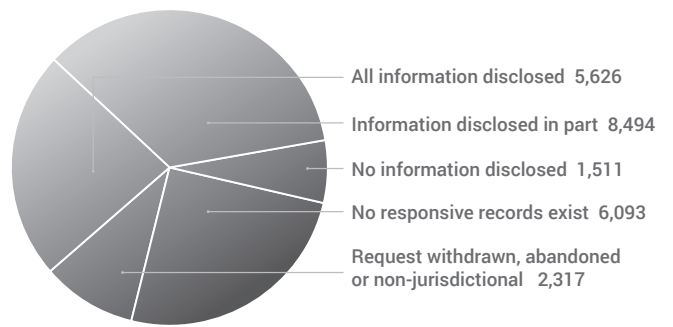 All information disclosed 5,626
Information disclosed in part 8,494
No information disclosed 1,511
No responsive records exist 6,093
Request withdrawn, abandoned
or non-jurisdictional 2,317